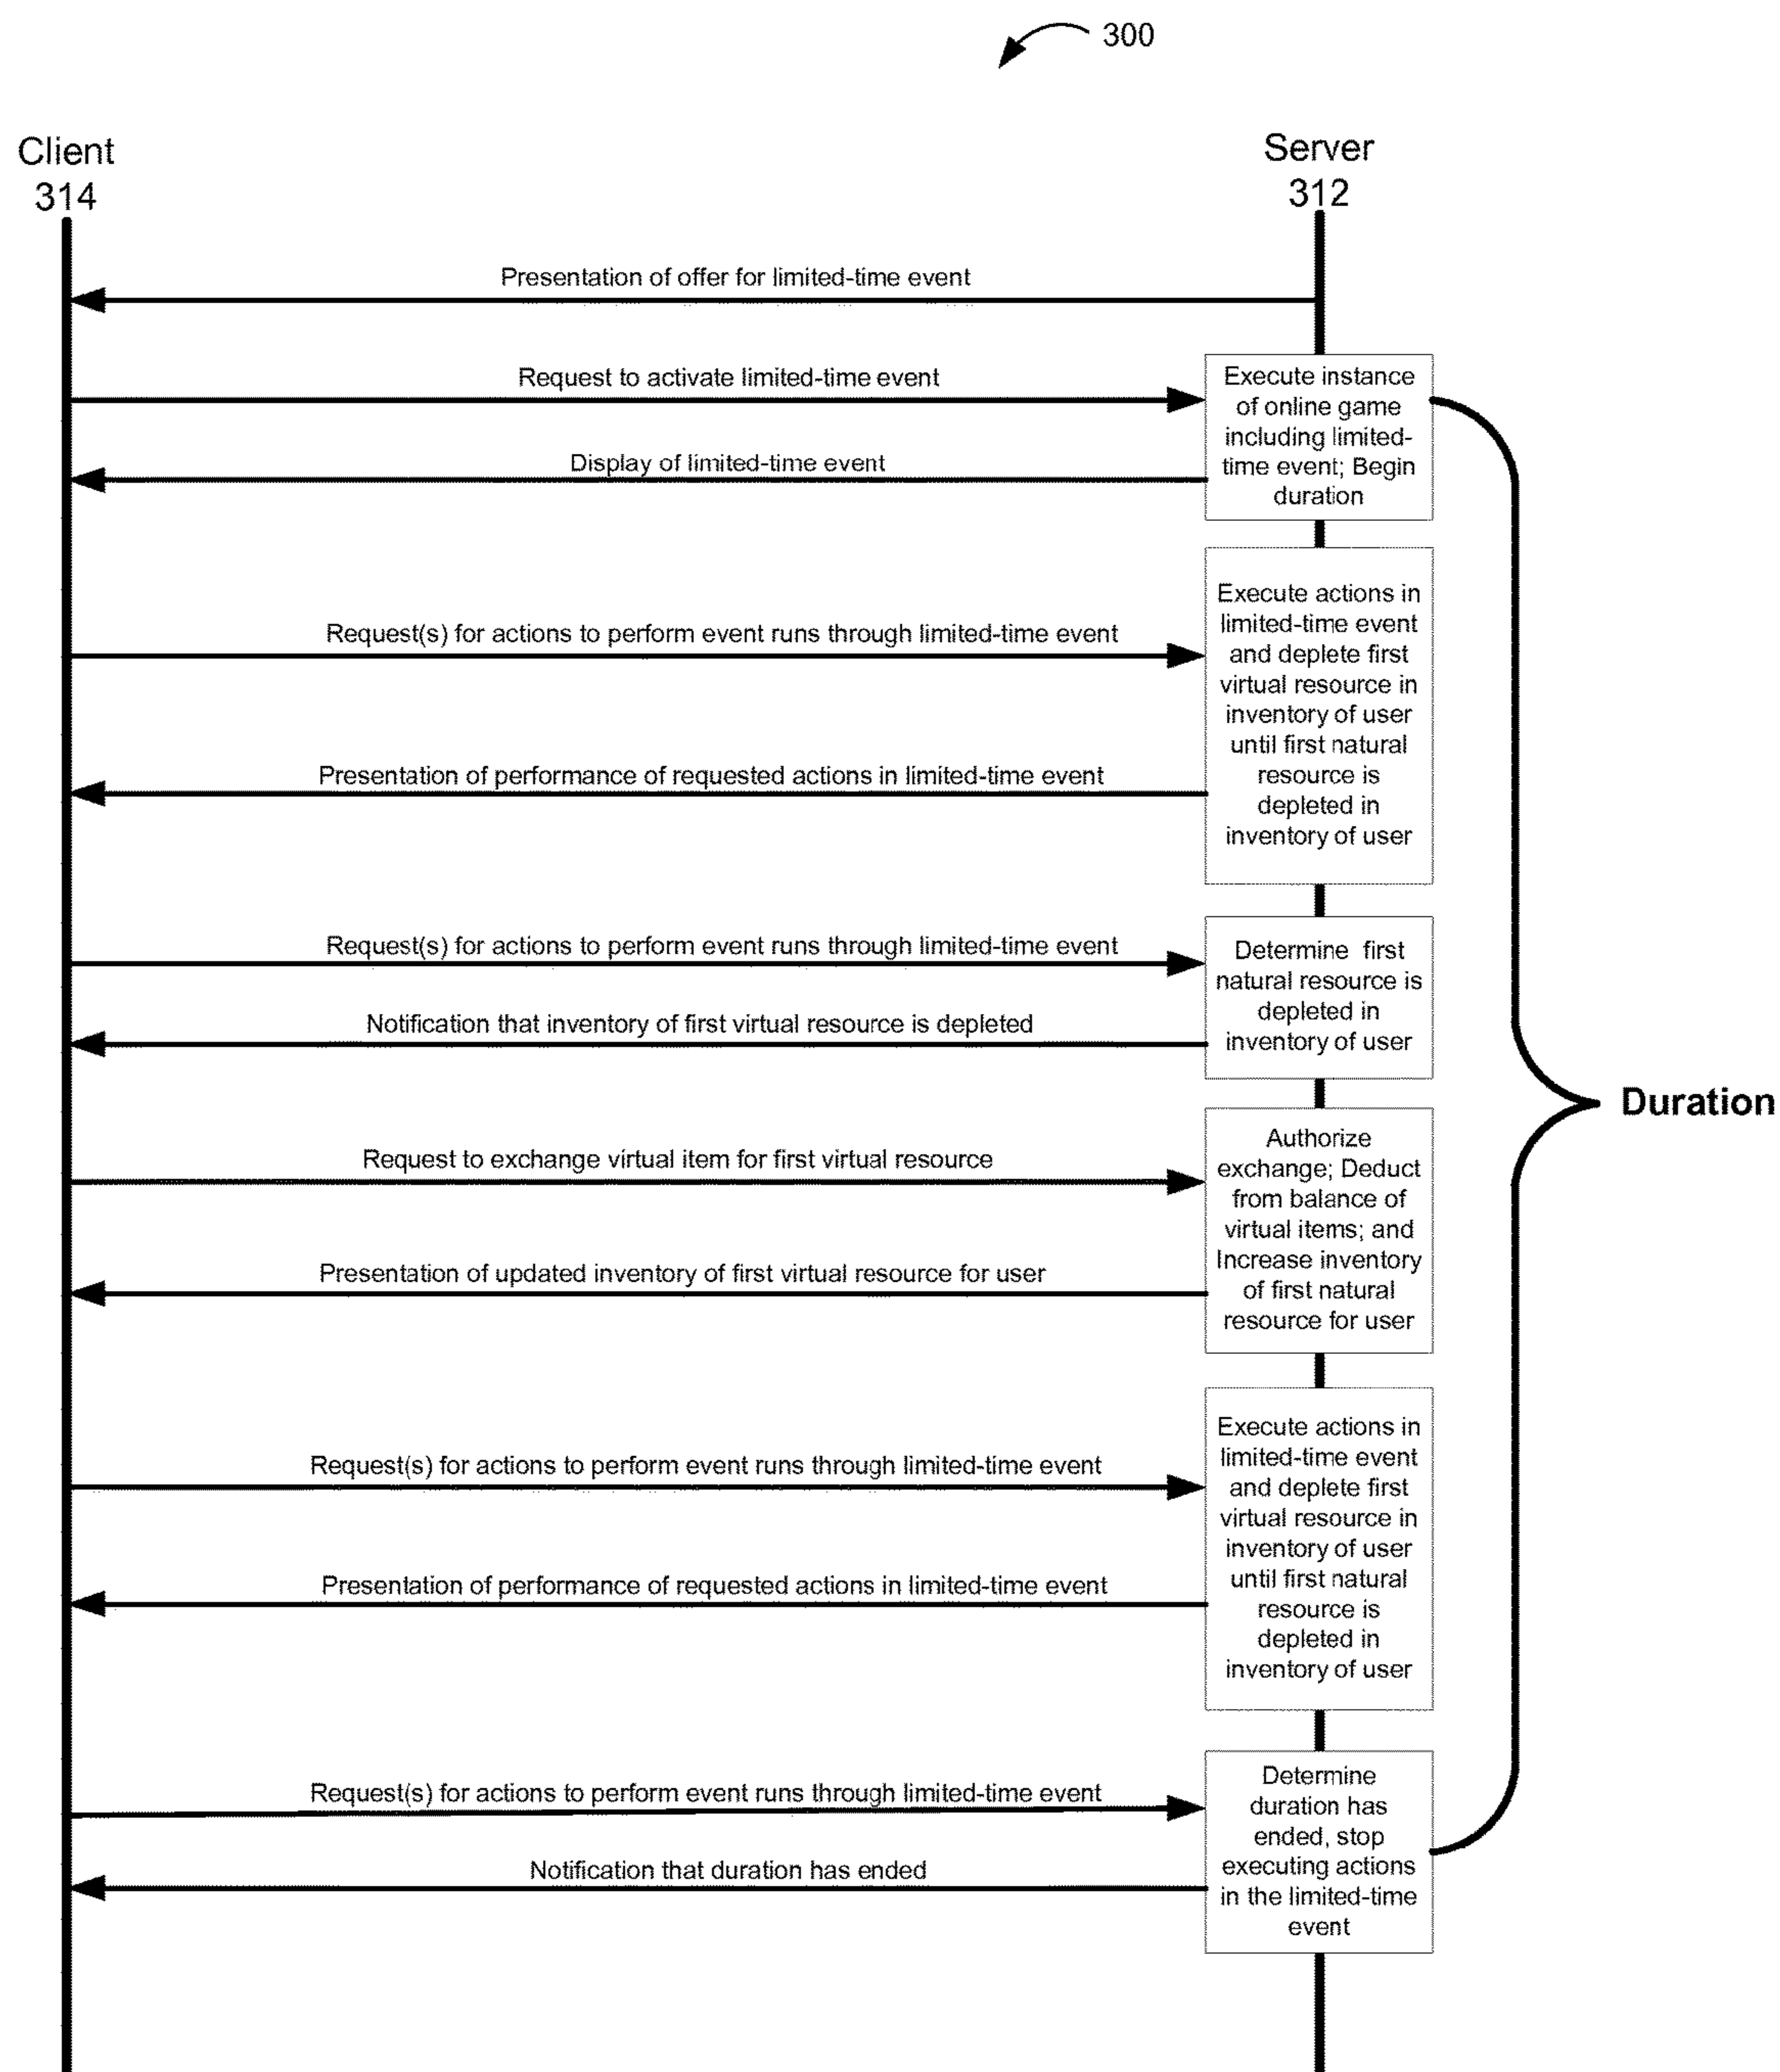 300
Client
314
Server
312
Presentation of offer for limited-time event
Request to activate limited-time event
Execute instance
of online game
including limited-
time event; Begin
duration
Display of limited-time event
Request(s) for actions to perform event runs through limited-time event
Execute actions in
limited-time event
and deplete first
virtual resource in
inventory of user
until first natural
resource is
depleted in
inventory of user
Presentation of performance of requested actions in limited-time event
Request(s) for actions to perform event runs through limited-time event
Determine first
natural resource is
depleted in
inventory of user
Notification that inventory of first virtual resource is depleted
Duration
Request to exchange virtual item for first virtual resource
Authorize
exchange; Deduct
from balance of
virtual items; and
Increase inventory
of first natural
resource for user
Presentation of updated inventory of first virtual resource for user
Request(s) for actions to perform event runs through limited-time event
Execute actions in
limited-time event
and deplete first
virtual resource in
inventory of user
until first natural
resource is
depleted in
inventory of user
Presentation of performance of requested actions in limited-time event
Request(s) for actions to perform event runs through limited-time event
Determine
duration has
ended, stop
executing actions
in the limited-time
event
Notification that duration has ended